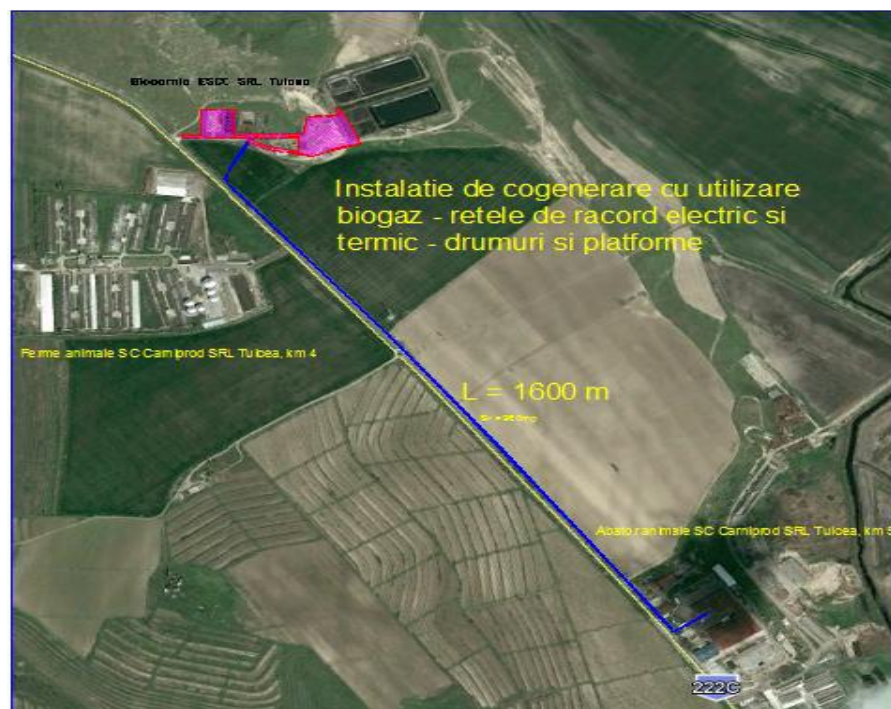 ESCO SRL Tulcea
Instalatie de cogenerare cu utilizare
biogaz - retele de racord electric si
termic - drumuri si platforme
Ferme animale SC Carniprod SRL Tulcea, km 4
L = 1600 m
Abator animale SC Carniprod SRL Tulcea, km 5
222C